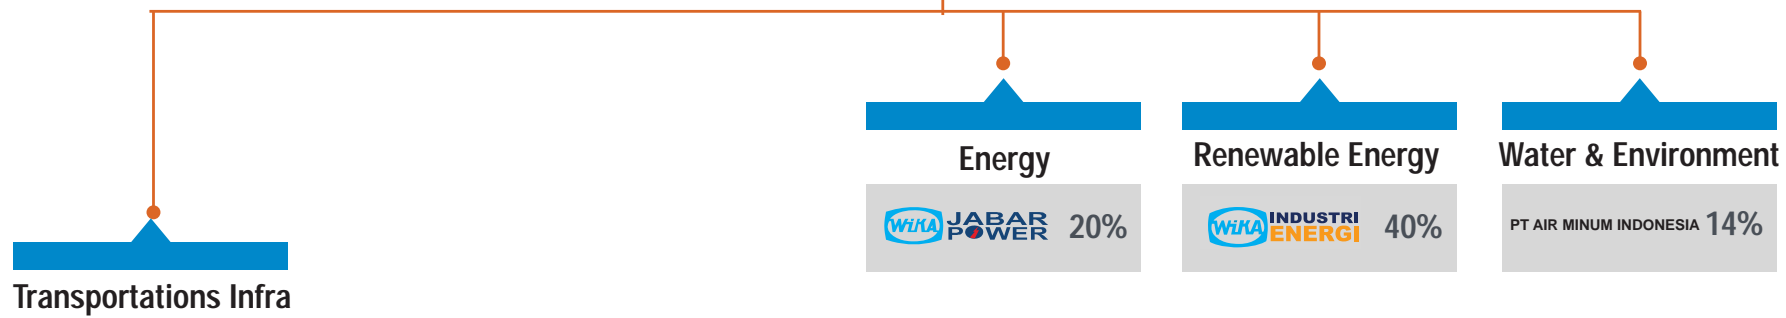 Energy
Renewable Energy
Water & Environment
WiKA JABAR POWER 20%
WiKA INDUSTRI ENERGI 40%
PT AIR MINUM INDONESIA 14%
Transportations Infra